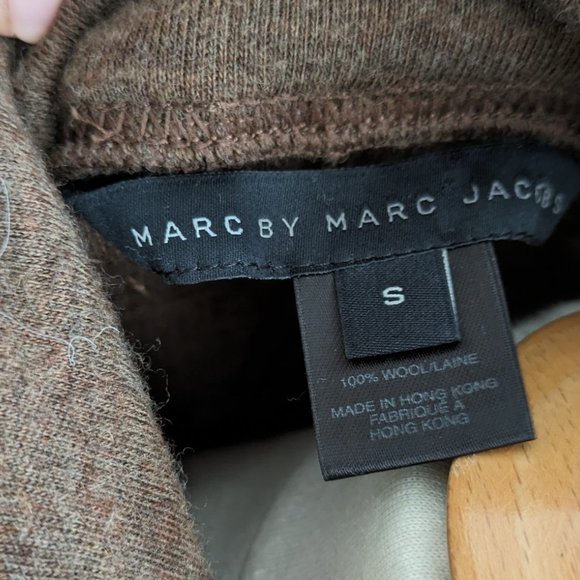 MARC BY MARC JACOBS
S
100% WOOL/LAINE
MADE IN HONG KONG
FABRIQUE A
HONG KONG